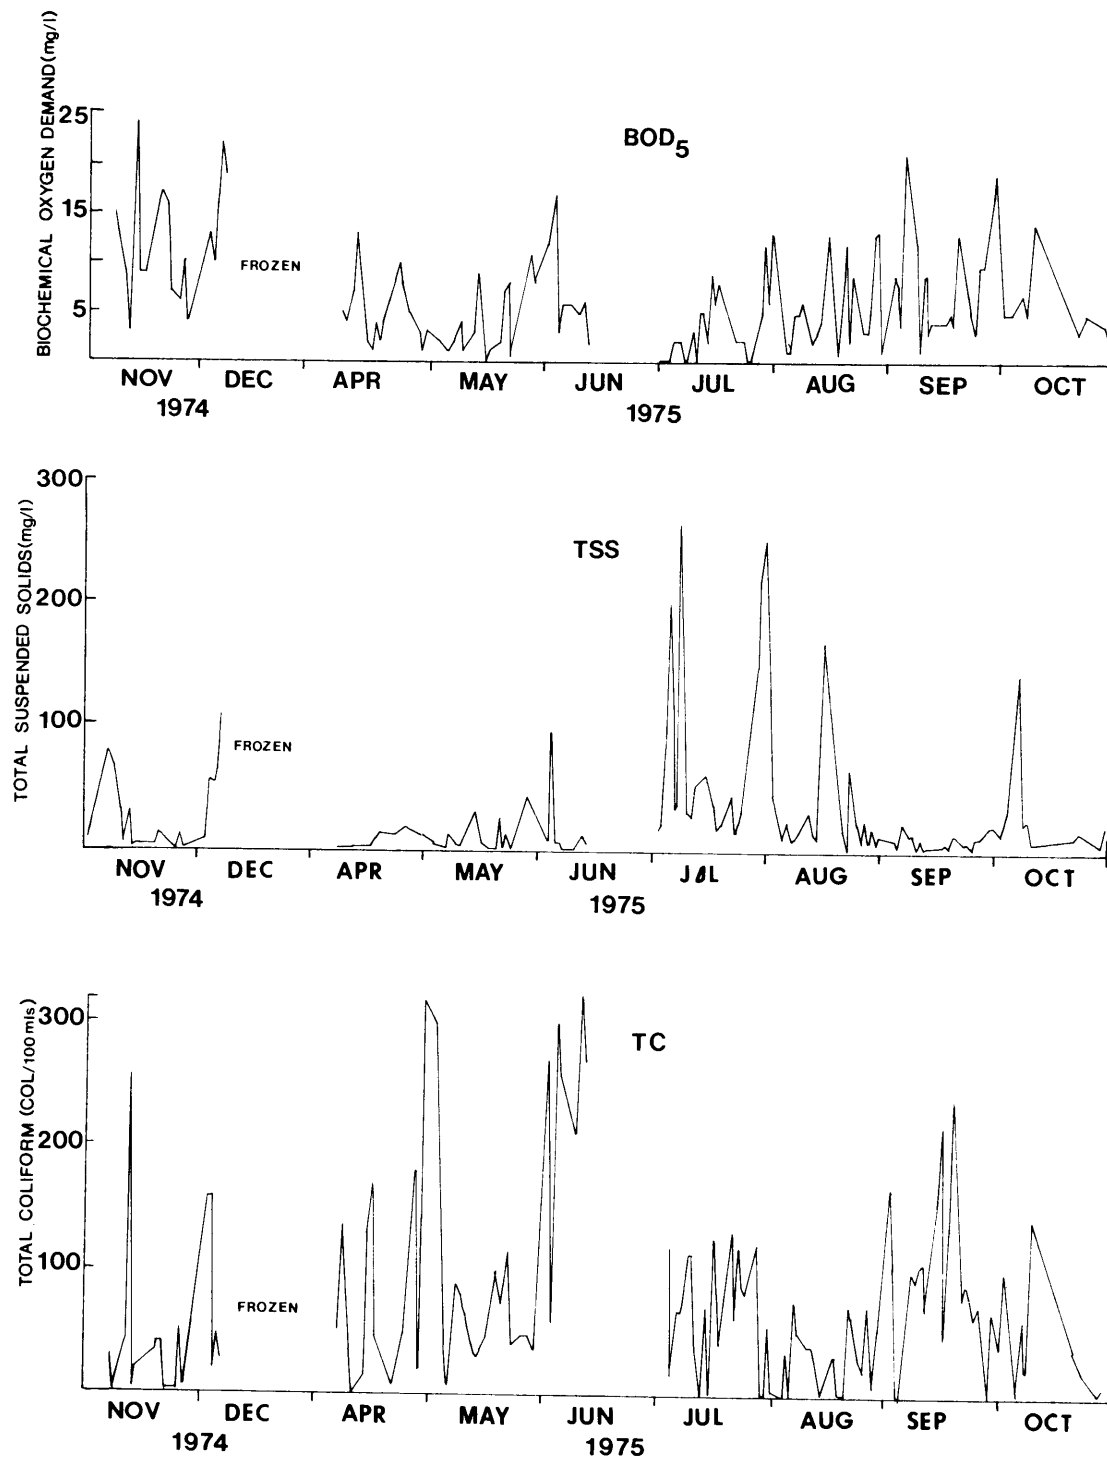 BIOCHEMICAL OXYGEN DEMAND (mg/l)
25
15
5
BOD5
FROZEN
NOV DEC APR MAY JUN JUL AUG SEP OCT
1974 1975
TOTAL SUSPENDED SOLIDS (mg/l)
300
200
100
TSS
FROZEN
NOV DEC APR MAY JUN JUL AUG SEP OCT
1974 1975
TOTAL COLIFORM (COL/100 mls)
300
200
100
TC
FROZEN
NOV DEC APR MAY JUN JUL AUG SEP OCT
1974 1975